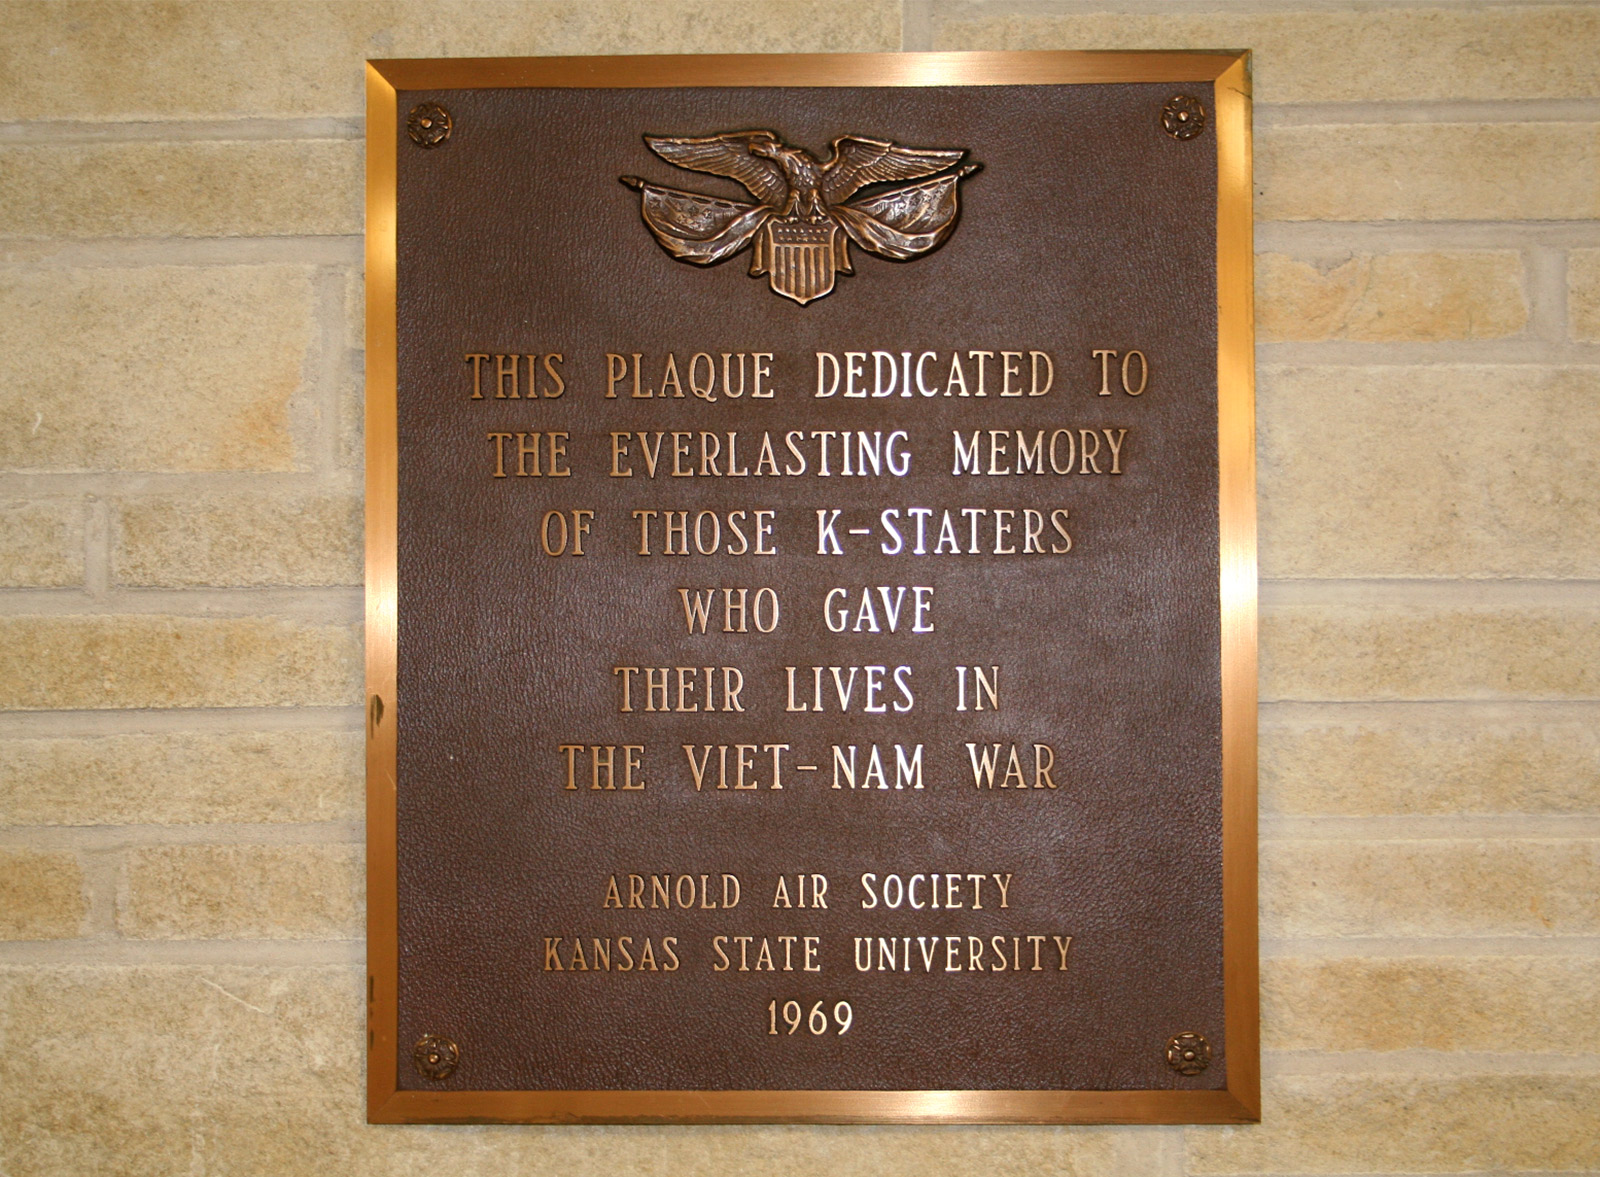 THIS PLAQUE DEDICATED TO
THE EVERLASTING MEMORY
OF THOSE K-STATERS
WHO GAVE
THEIR LIVES IN
THE VIET-NAM WAR
ARNOLD AIR SOCIETY
KANSAS STATE UNIVERSITY
1969